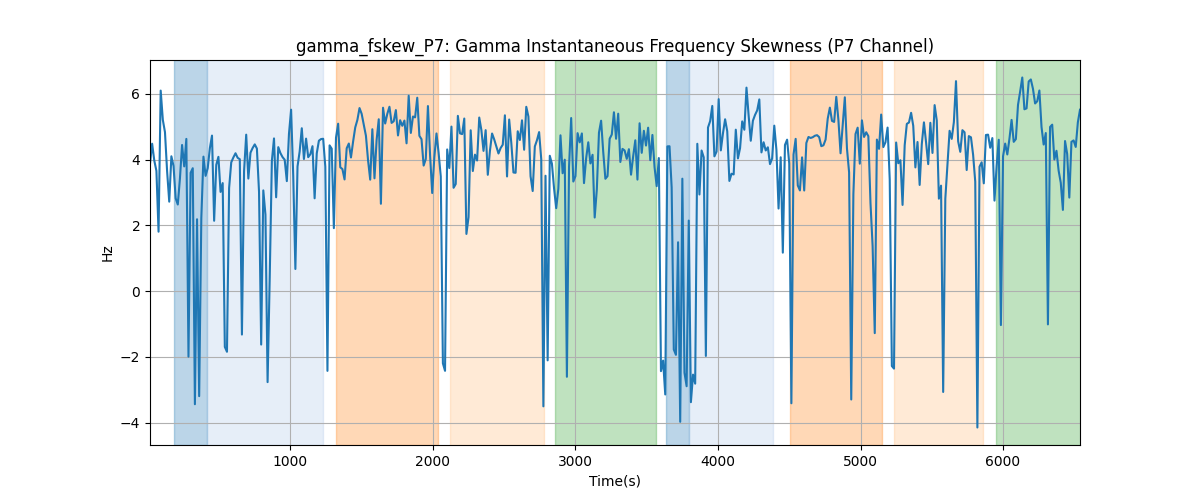 gamma_fskew_P7: Gamma Instantaneous Frequency Skewness (P7 Channel)
6
4
2
0
−2
−4
Hz
1000 2000 3000 4000 5000 6000
Time(s)